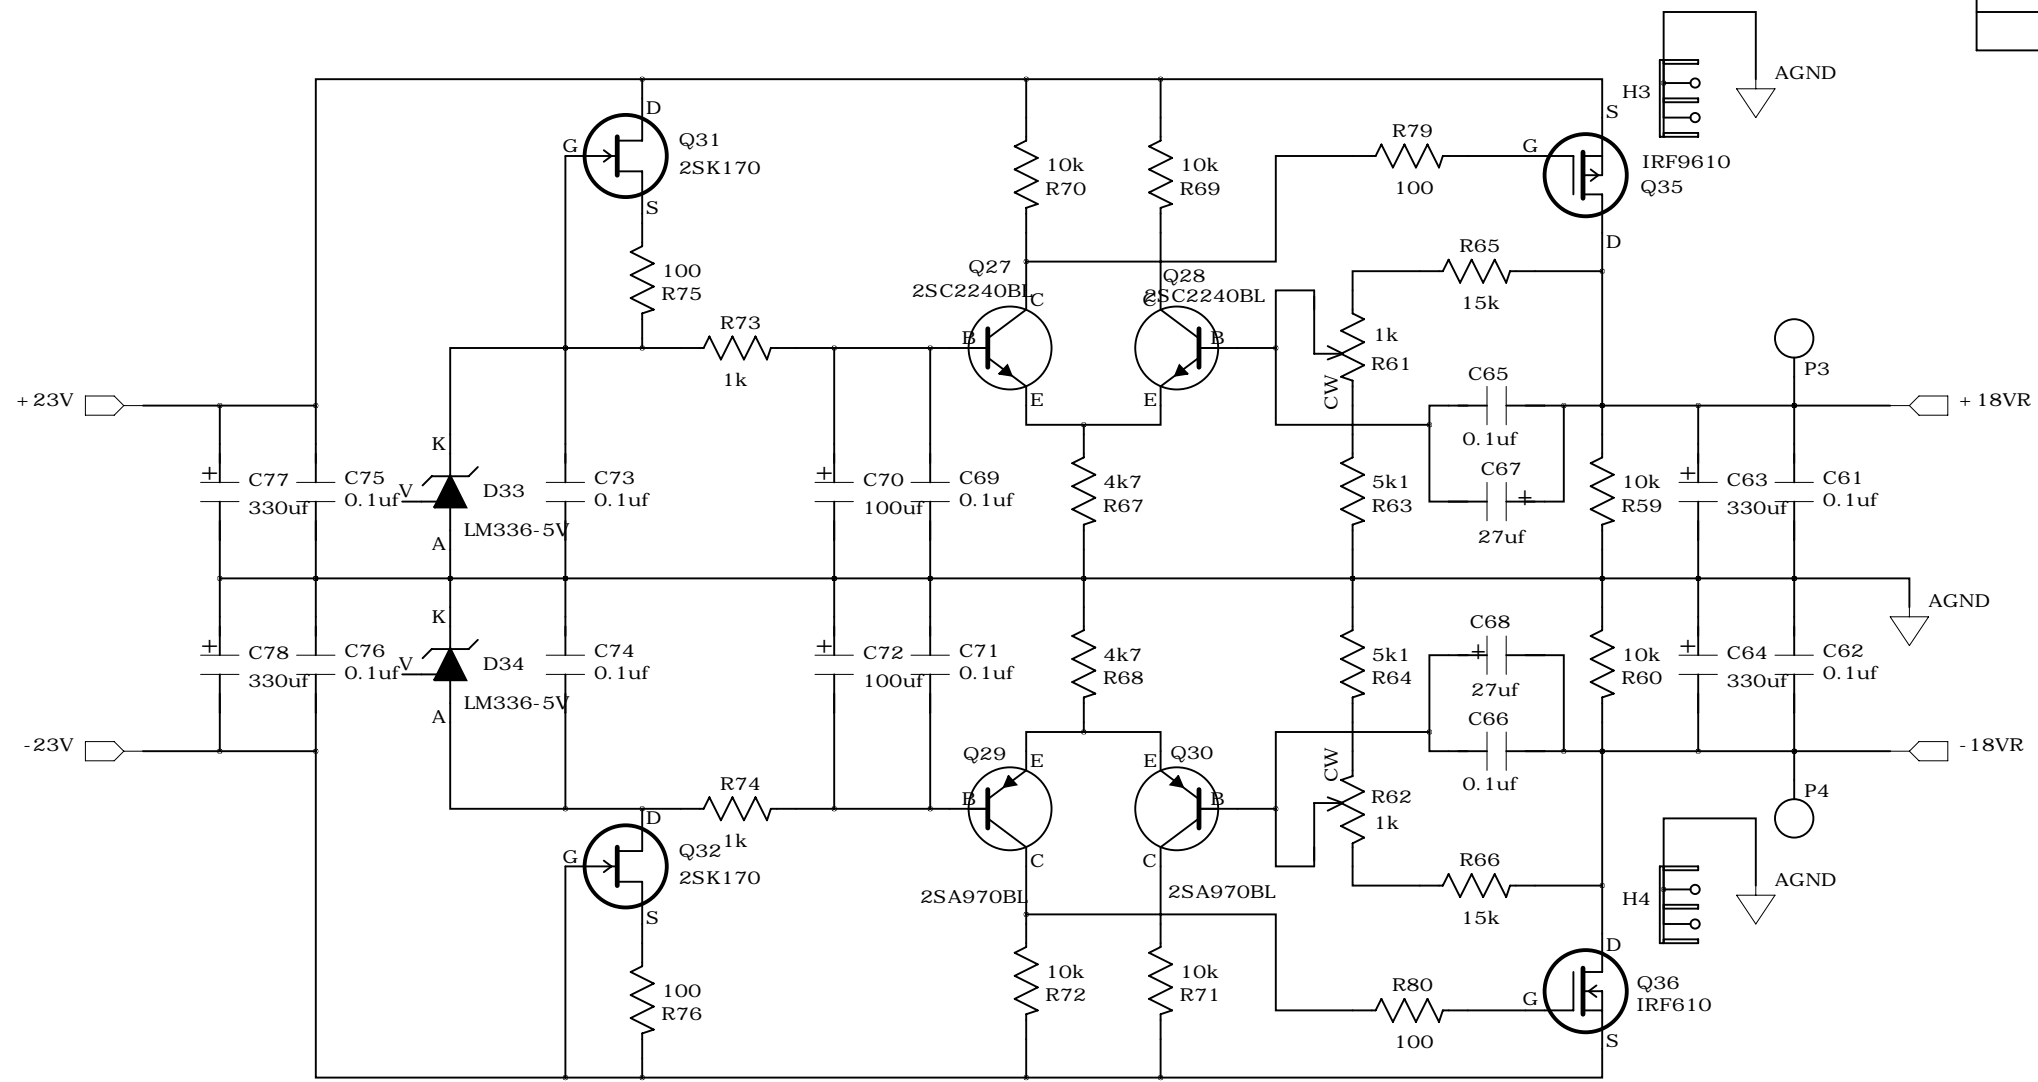 H3
AGND
D
G
Q31
2SK170
S
100
R75
10k
R70
10k
R69
R79
100
S
G
IRF9610
Q35
D
R65
15k
Q27
2SC2240BL
C
B
E
Q28
2SC2240BL
C
B
E
R73
1k
1k
R61
CW
P3
+23V
+18VR
C65
0.1uf
C67
+
27uf
K
V
D33
LM336-5V
A
+
C77
330uf
C75
0.1uf
C73
0.1uf
+
C70
100uf
C69
0.1uf
4k7
R67
5k1
R63
10k
R59
+
C63
330uf
C61
0.1uf
AGND
K
V
D34
LM336-5V
A
+
C78
330uf
C76
0.1uf
C74
0.1uf
+
C72
100uf
C71
0.1uf
4k7
R68
5k1
R64
C68
+
27uf
C66
0.1uf
10k
R60
+
C64
330uf
C62
0.1uf
-23V
-18VR
P4
R74
1k
D
G
Q32
2SK170
S
100
R76
Q29
E
B
C
2SA970BL
Q30
E
B
C
2SA970BL
CW
R62
1k
R66
15k
H4
AGND
10k
R72
10k
R71
R80
100
D
G
Q36
IRF610
S